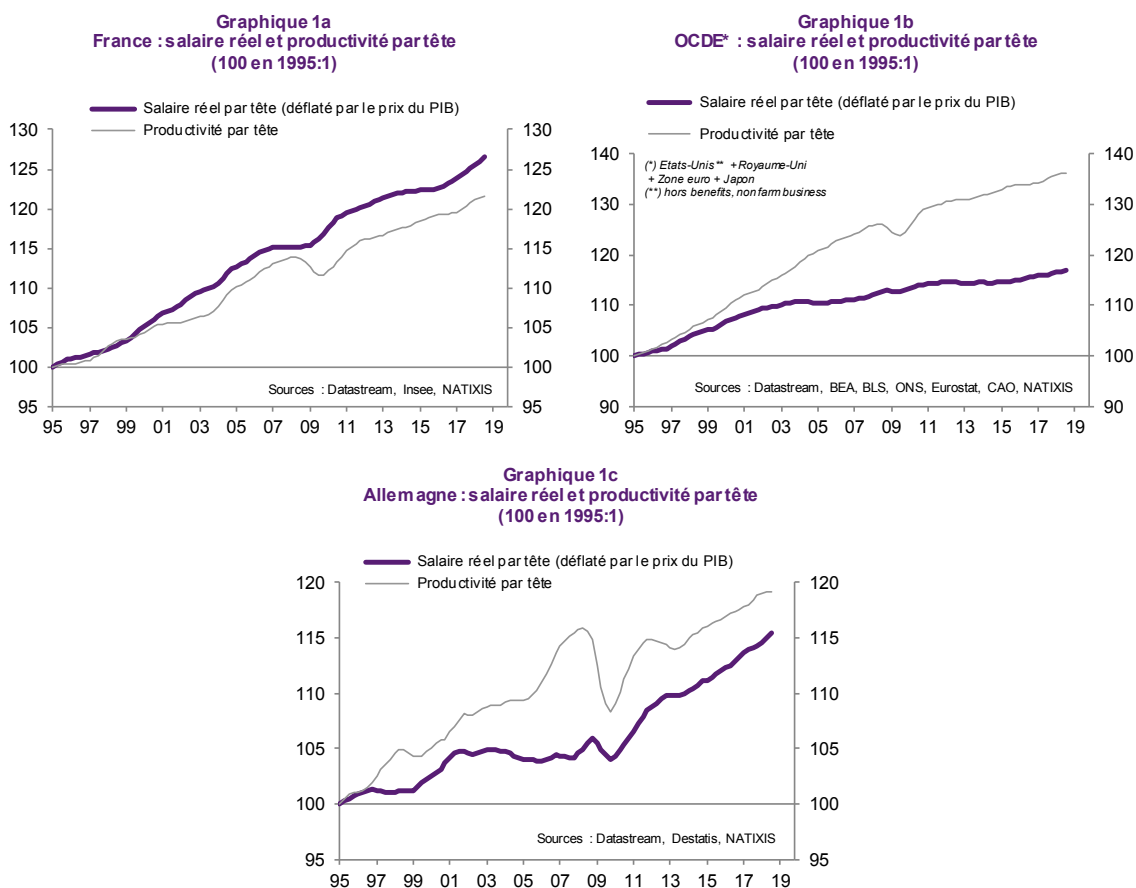 Graphique 1a
France : salaire réel et productivité par tête
(100 en 1995:1)
Salaire réel par tête (déflaté par le prix du PIB)
Productivité par tête
130 130
125 125
120 120
115 115
110 110
105 105
100 100
95 95
Sources : Datastream, Insee, NATIXIS
95 97 99 01 03 05 07 09 11 13 15 17 19
Graphique 1b
OCDE* : salaire réel et productivité par tête
(100 en 1995:1)
Salaire réel par tête (déflaté par le prix du PIB)
Productivité par tête
(*) Etats-Unis** + Royaume-Uni
+ Zone euro + Japon
(**) hors benefits, non farm business
140 140
130 130
120 120
110 110
100 100
90 90
Sources : Datastream, BEA, BLS, ONS, Eurostat, CAO, NATIXIS
95 97 99 01 03 05 07 09 11 13 15 17 19
Graphique 1c
Allemagne : salaire réel et productivité par tête
(100 en 1995:1)
Salaire réel par tête (déflaté par le prix du PIB)
Productivité par tête
120 120
115 115
110 110
105 105
100 100
95 95
Sources : Datastream, Destatis, NATIXIS
95 97 99 01 03 05 07 09 11 13 15 17 19